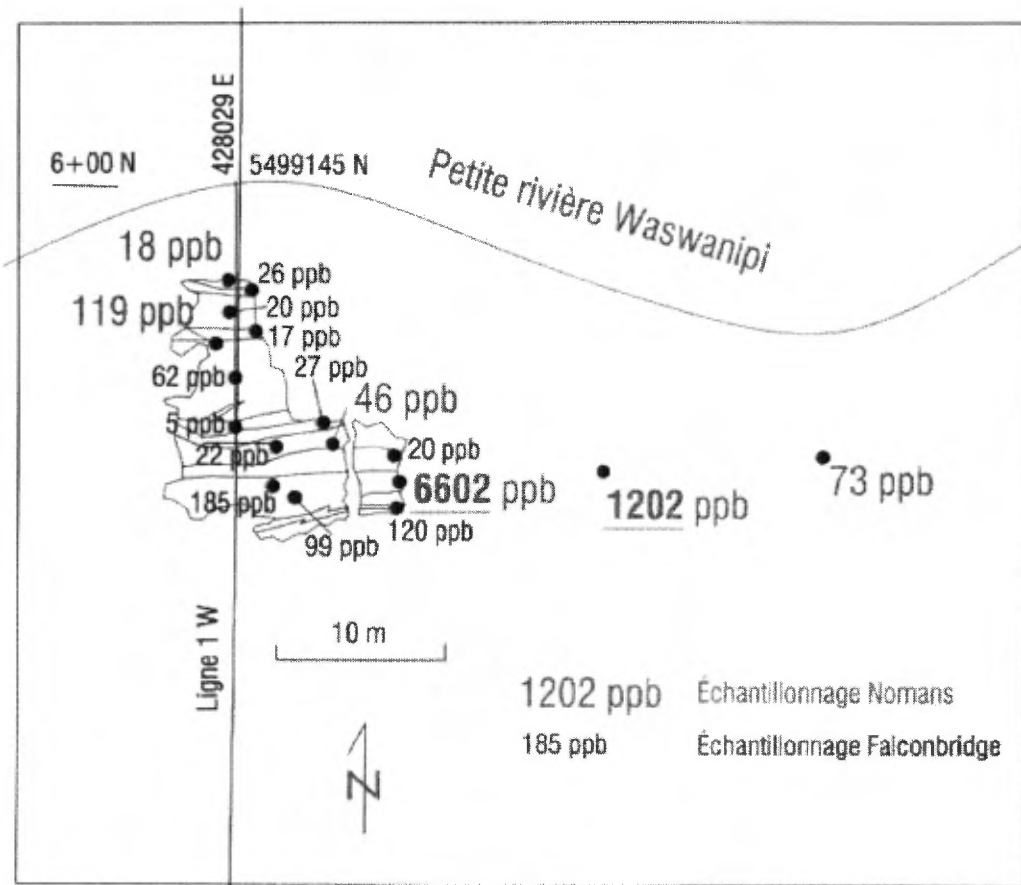 428029 E
6+00 N
5499145 N
Petite rivière Waswanipi
18 ppb
26 ppb
119 ppb
20 ppb
17 ppb
27 ppb
62 ppb
46 ppb
5 ppb
22 ppb
20 ppb
6602 ppb
1202 ppb
73 ppb
185 ppb
99 ppb
120 ppb
Ligne 1 W
10 m
1202 ppb Échantillonnage Nomans
185 ppb Échantillonnage Falconbridge
N